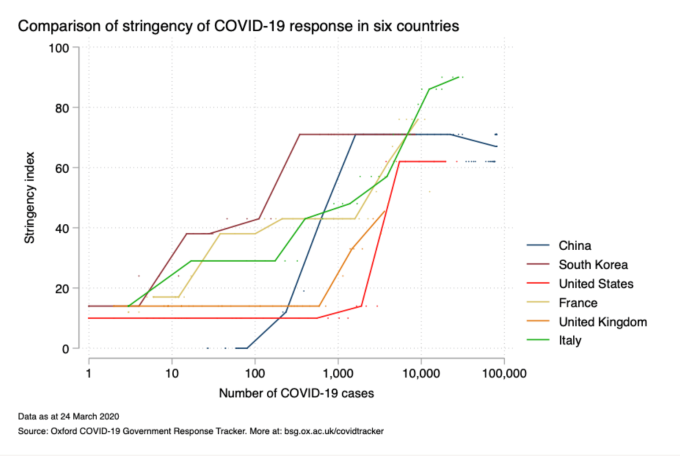 Comparison of stringency of COVID-19 response in six countries
100
80
60
40
20
0
Stringency index
1
10
100
1,000
10,000
100,000
Number of COVID-19 cases
China
South Korea
United States
France
United Kingdom
Italy
Data as at 24 March 2020
Source: Oxford COVID-19 Government Response Tracker. More at: bsg.ox.ac.uk/covidtracker